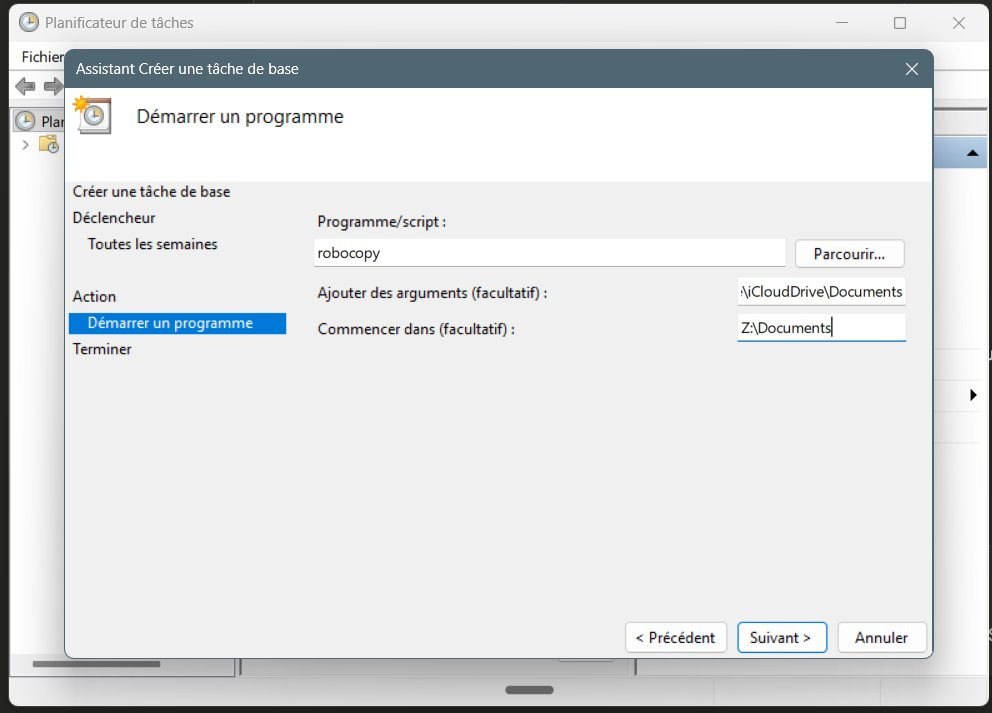 Planificateur de tâches
Fichier
Assistant Créer une tâche de base
Démarrer un programme
Créer une tâche de base
Déclencheur
Toutes les semaines
Action
Démarrer un programme
Terminer
Programme/script :
robocopy
Parcourir...
Ajouter des arguments (facultatif) :
\iCloudDrive\Documents
Commencer dans (facultatif) :
Z:\Documents
< Précédent
Suivant >
Annuler